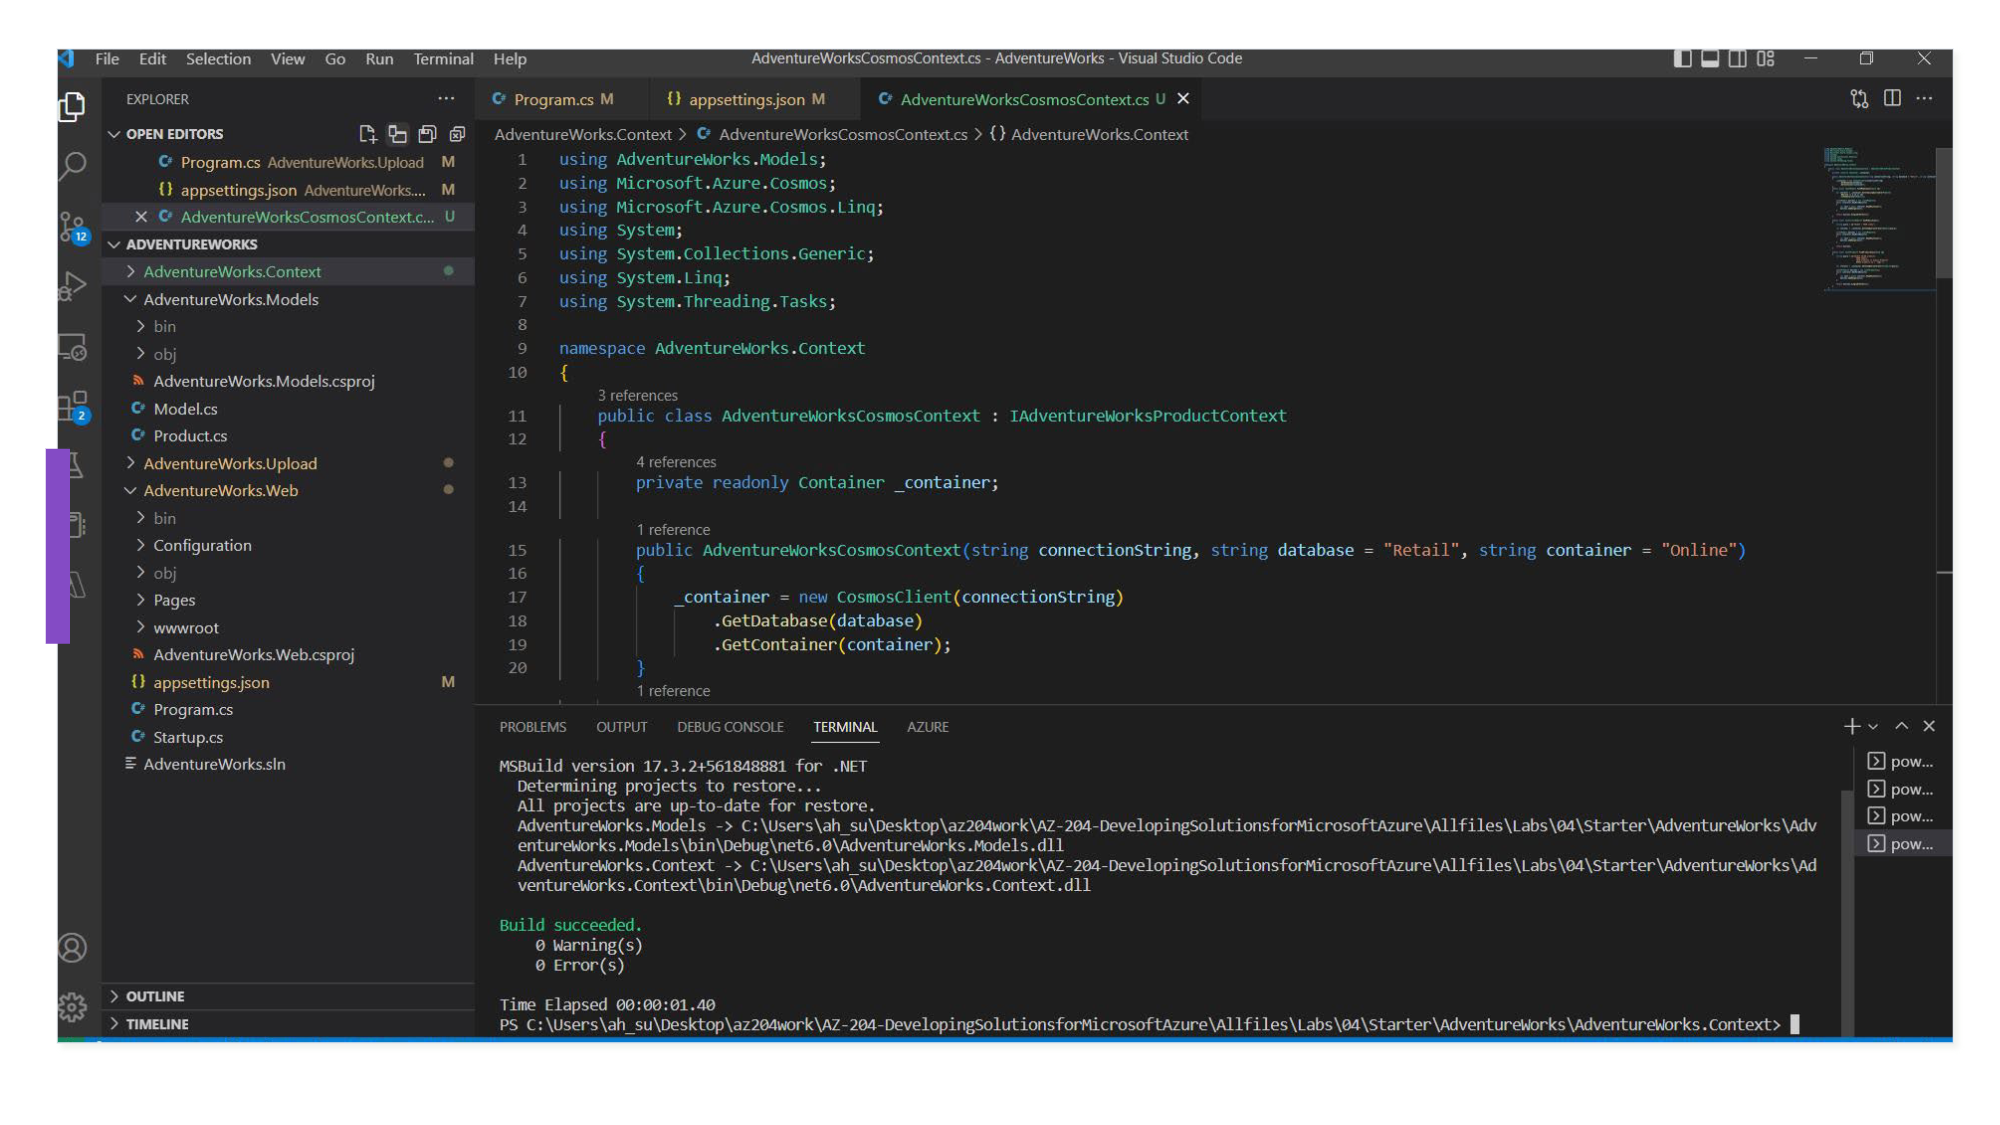 File Edit Selection View Go Run Terminal Help
AdventureWorksCosmosContext.cs - AdventureWorks - Visual Studio Code
EXPLORER
OPEN EDITORS
Program.cs AdventureWorks.Upload M
{} appsettings.json AdventureWorks.... M
AdventureWorksCosmosContext.c... U
ADVENTUREWORKS
AdventureWorks.Context
AdventureWorks.Models
bin
obj
AdventureWorks.Models.csproj
Model.cs
Product.cs
AdventureWorks.Upload
AdventureWorks.Web
bin
Configuration
obj
Pages
wwwroot
AdventureWorks.Web.csproj
{} appsettings.json M
Program.cs
Startup.cs
AdventureWorks.sln
OUTLINE
TIMELINE
12
2
Program.cs M {} appsettings.json M AdventureWorksCosmosContext.cs U
AdventureWorks.Context > AdventureWorksCosmosContext.cs > {} AdventureWorks.Context
1 using AdventureWorks.Models;
2 using Microsoft.Azure.Cosmos;
3 using Microsoft.Azure.Cosmos.Linq;
4 using System;
5 using System.Collections.Generic;
6 using System.Linq;
7 using System.Threading.Tasks;
8
9 namespace AdventureWorks.Context
10 {
3 references
11 public class AdventureWorksCosmosContext : IAdventureWorksProductContext
12 {
4 references
13 private readonly Container _container;
14
1 reference
15 public AdventureWorksCosmosContext(string connectionString, string database = "Retail", string container = "Online")
16 {
17 _container = new CosmosClient(connectionString)
18 .GetDatabase(database)
19 .GetContainer(container);
20 }
1 reference
PROBLEMS OUTPUT DEBUG CONSOLE TERMINAL AZURE
MSBuild version 17.3.2+561848881 for .NET
Determining projects to restore...
All projects are up-to-date for restore.
AdventureWorks.Models -> C:\Users\ah_su\Desktop\az204work\AZ-204-DevelopingSolutionsforMicrosoftAzure\Allfiles\Labs\04\Starter\AdventureWorks\Adv
entureWorks.Models\bin\Debug\net6.0\AdventureWorks.Models.dll
AdventureWorks.Context -> C:\Users\ah_su\Desktop\az204work\AZ-204-DevelopingSolutionsforMicrosoftAzure\Allfiles\Labs\04\Starter\AdventureWorks\Ad
ventureWorks.Context\bin\Debug\net6.0\AdventureWorks.Context.dll
Build succeeded.
0 Warning(s)
0 Error(s)
Time Elapsed 00:00:01.40
PS C:\Users\ah_su\Desktop\az204work\AZ-204-DevelopingSolutionsforMicrosoftAzure\Allfiles\Labs\04\Starter\AdventureWorks\AdventureWorks.Context>
pow...
pow...
pow...
pow...